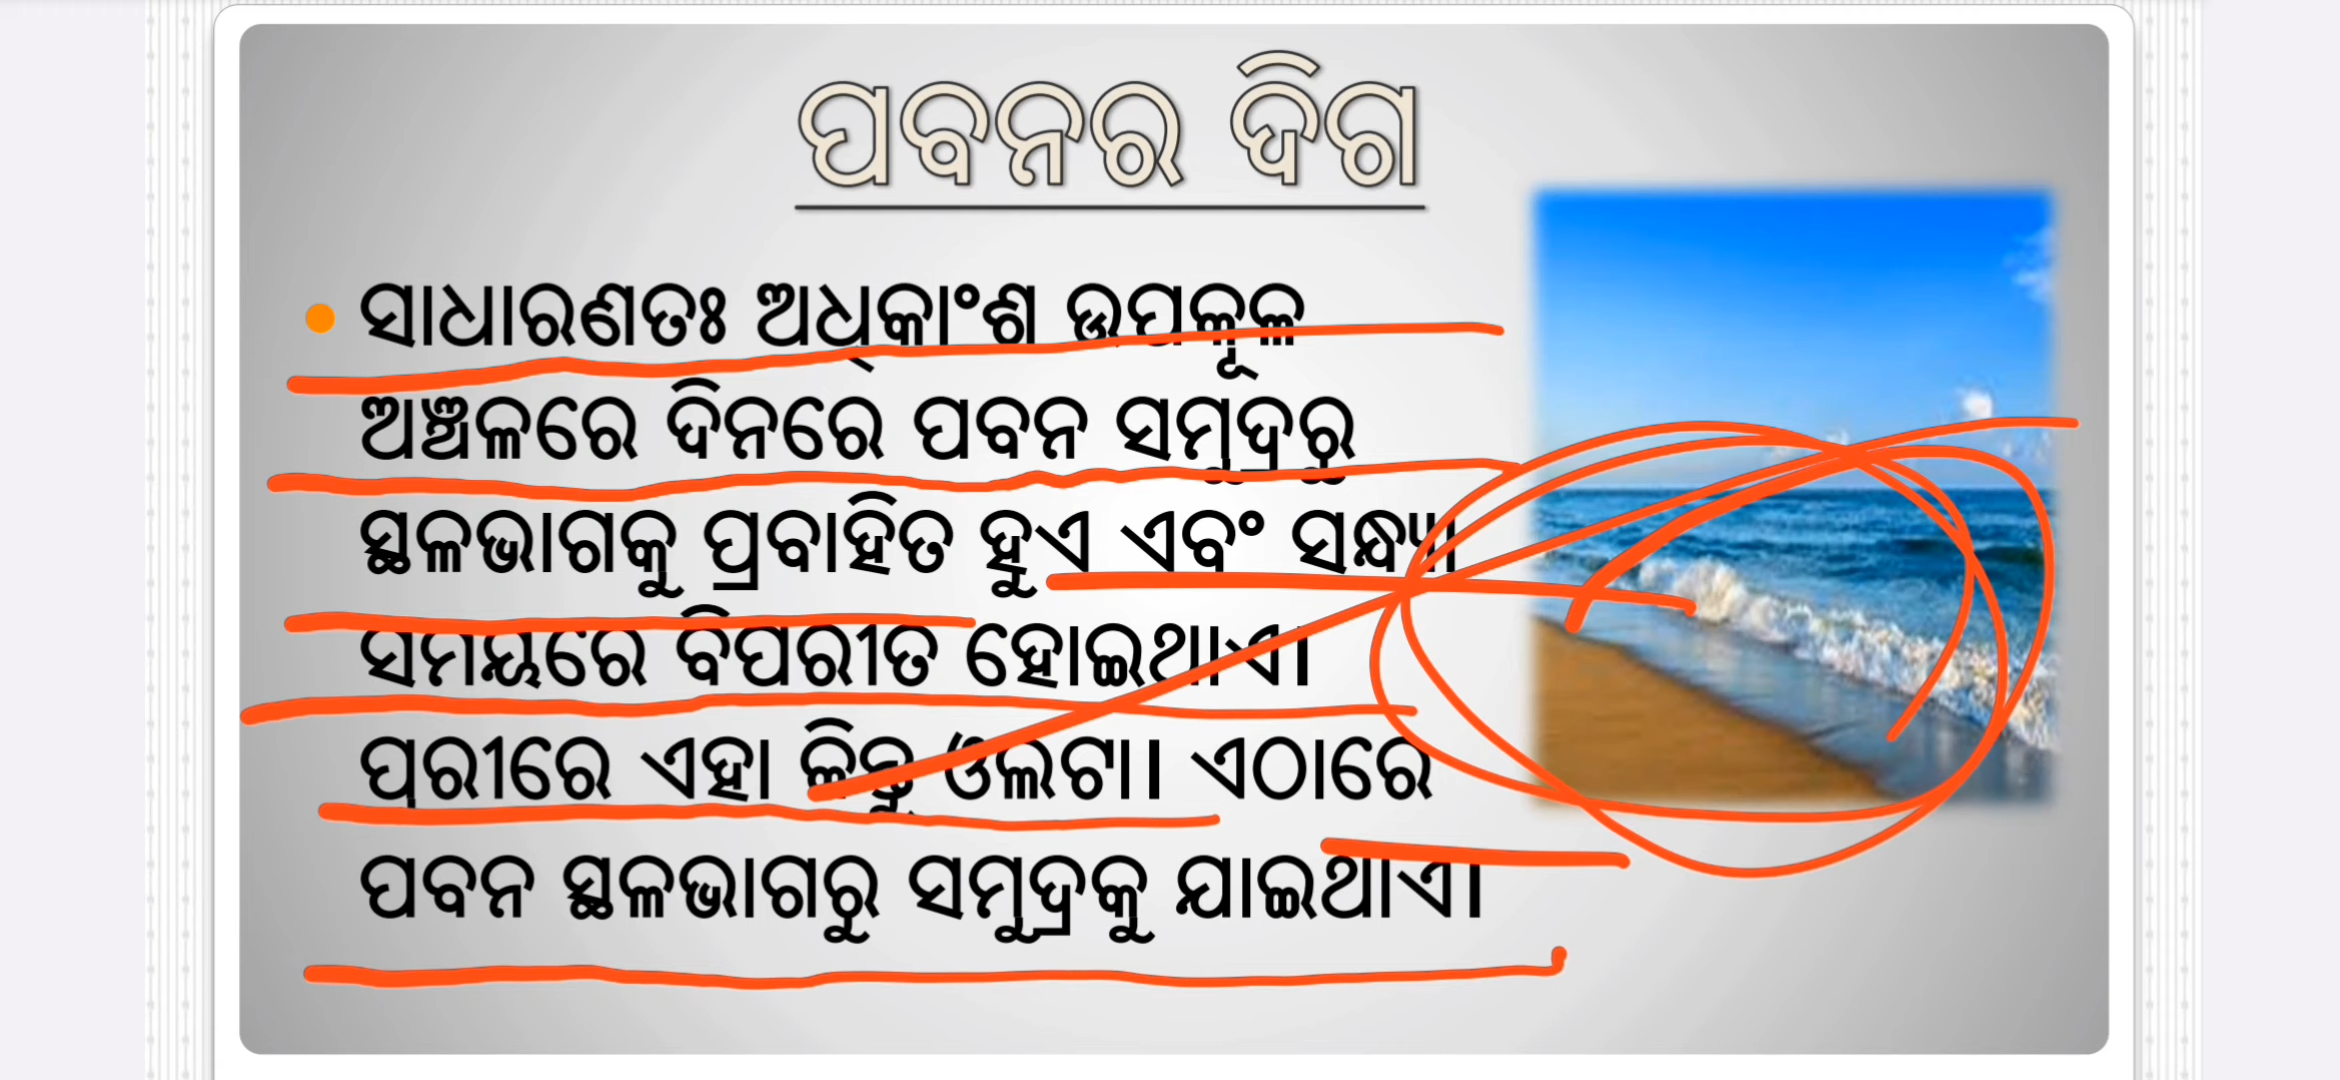 ପବନର ଦିଗ
• ସାଧାରଣତଃ ଅଧିକାଂଶ ଉପକୂଳ
ଅଞ୍ଚଳରେ ଦିନରେ ପବନ ସମୁଦ୍ରରୁ
ସ୍ଥଳଭାଗକୁ ପ୍ରବାହିତ ହୁଏ ଏବଂ ସନ୍ଧ୍ୟା
ସମୟରେ ବିପରୀତ ହୋଇଥାଏ।
ପୁରୀରେ ଏହା କିନ୍ତୁ ଓଲଟା। ଏଠାରେ
ପବନ ସ୍ଥଳଭାଗରୁ ସମୁଦ୍ରକୁ ଯାଇଥାଏ।